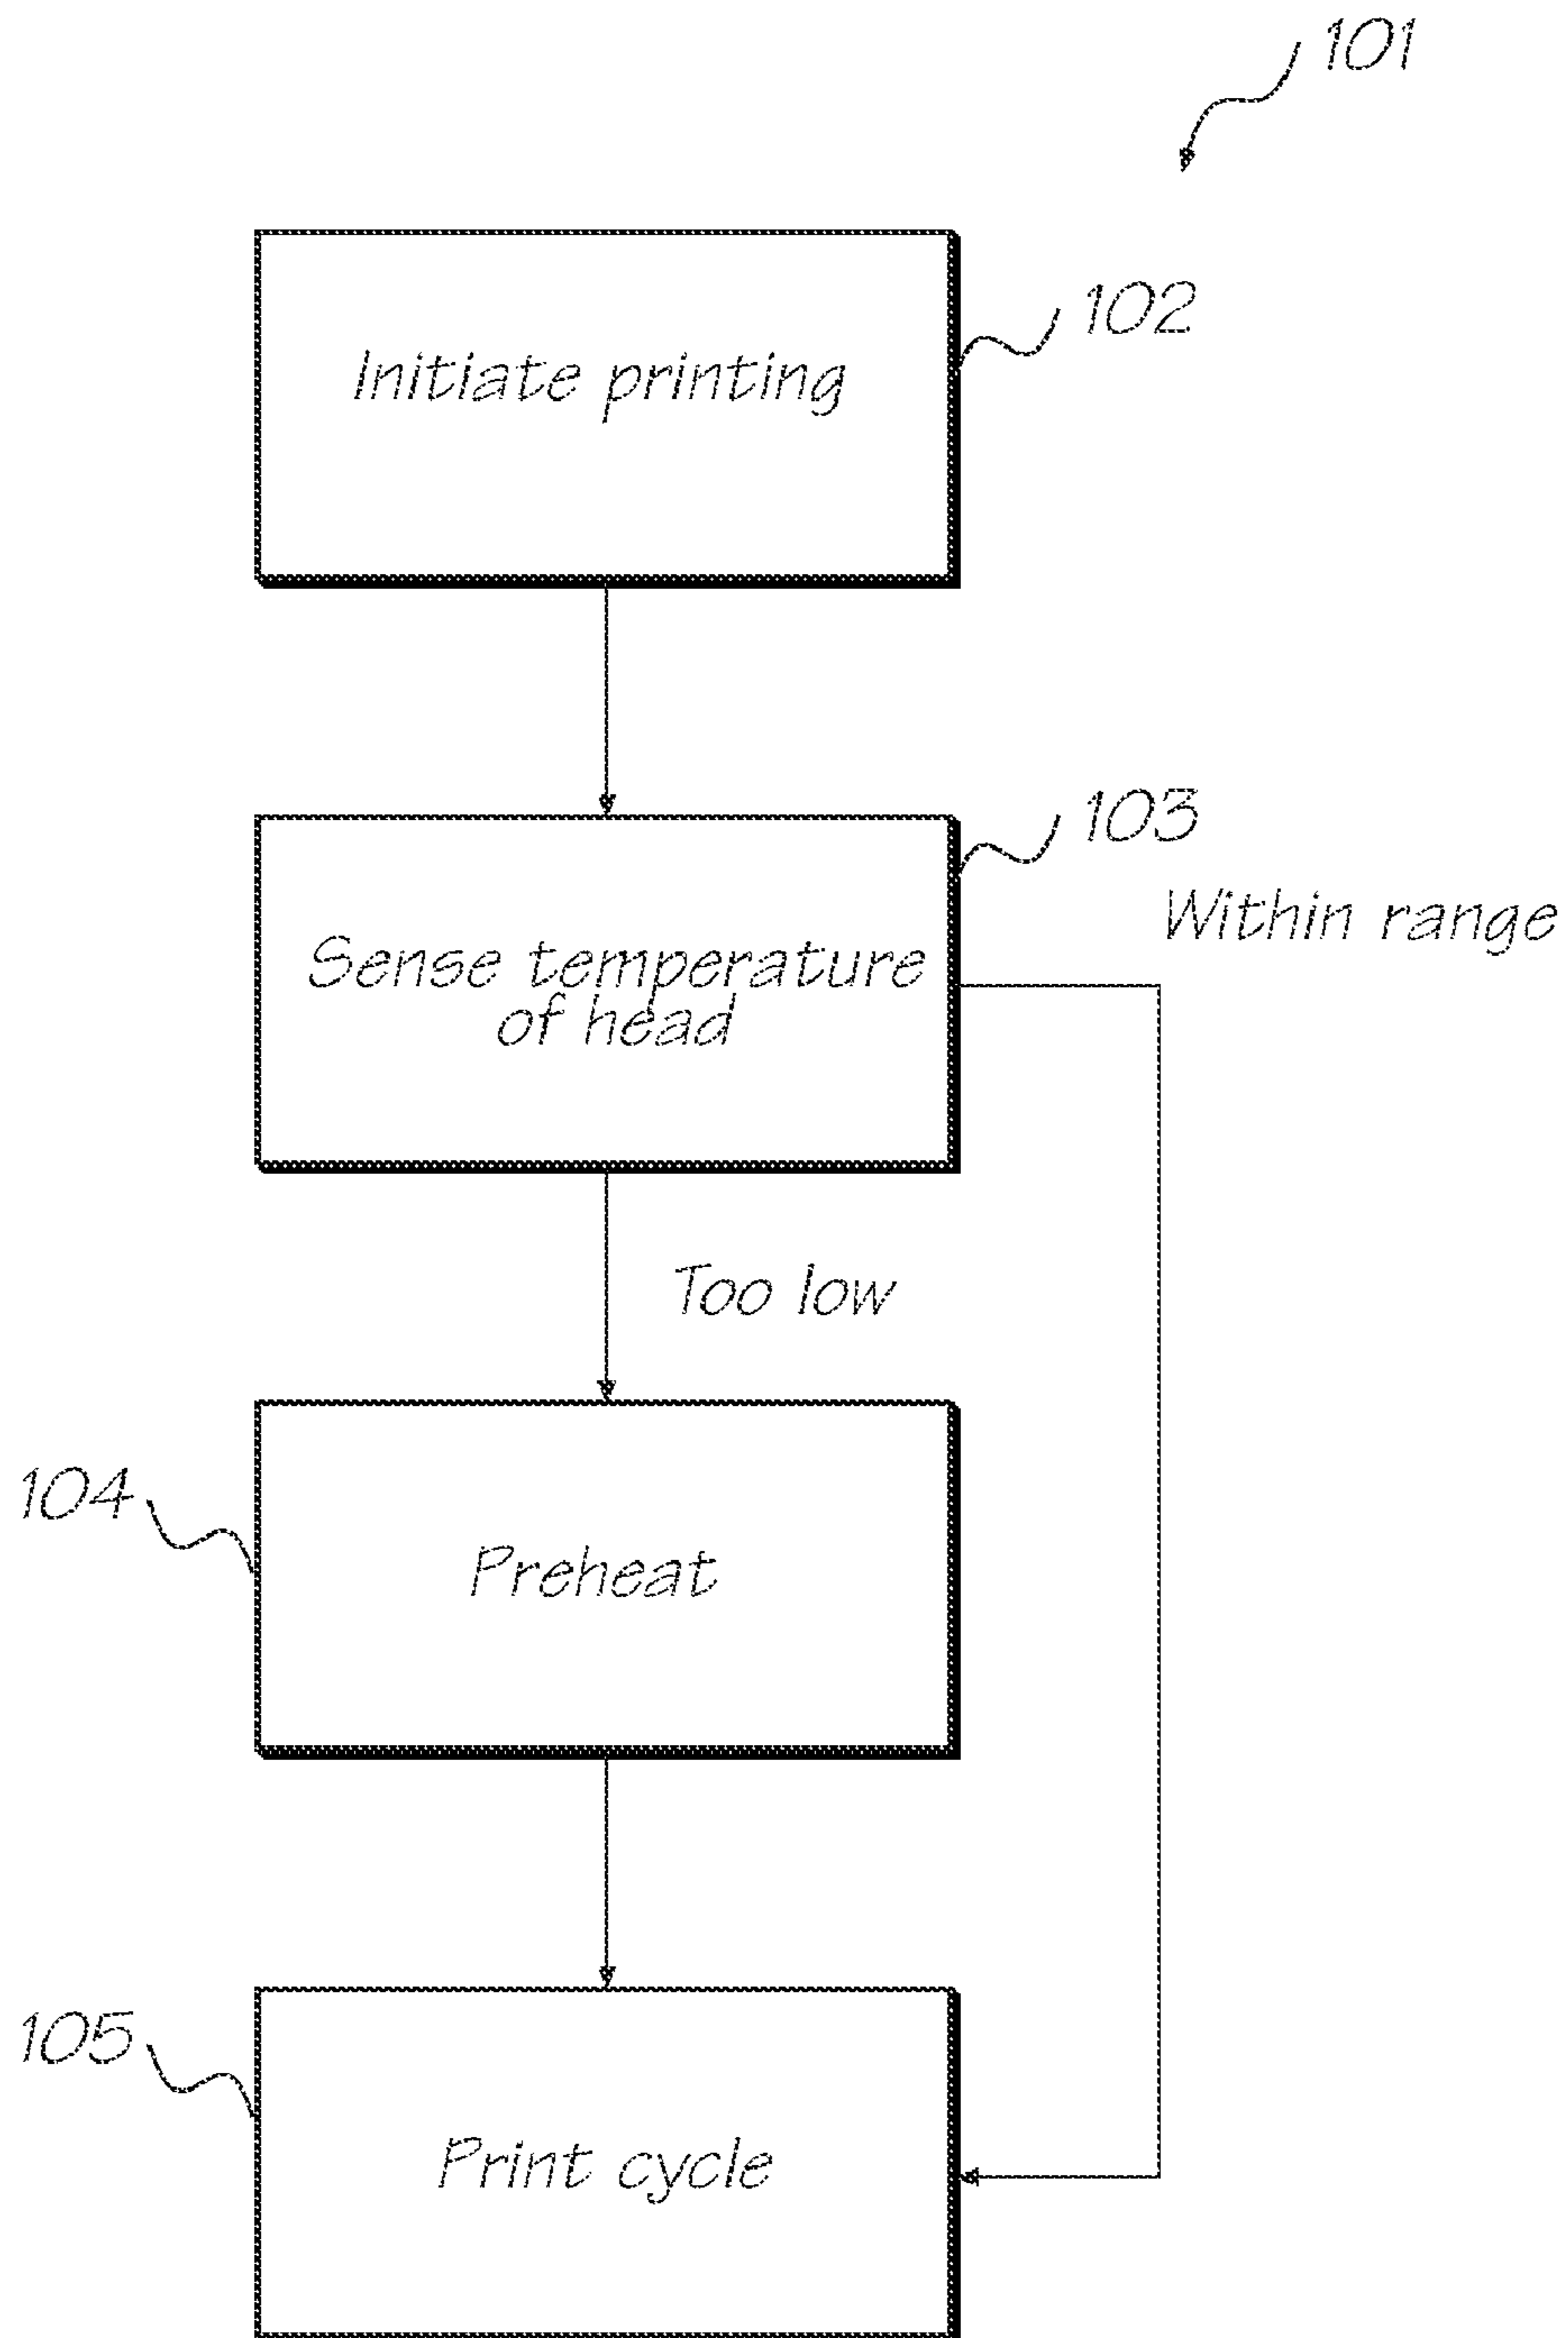 101
Initiate printing
102
103
Within range
Sense temperature
of head
Too low
104
Preheat
105
Print cycle